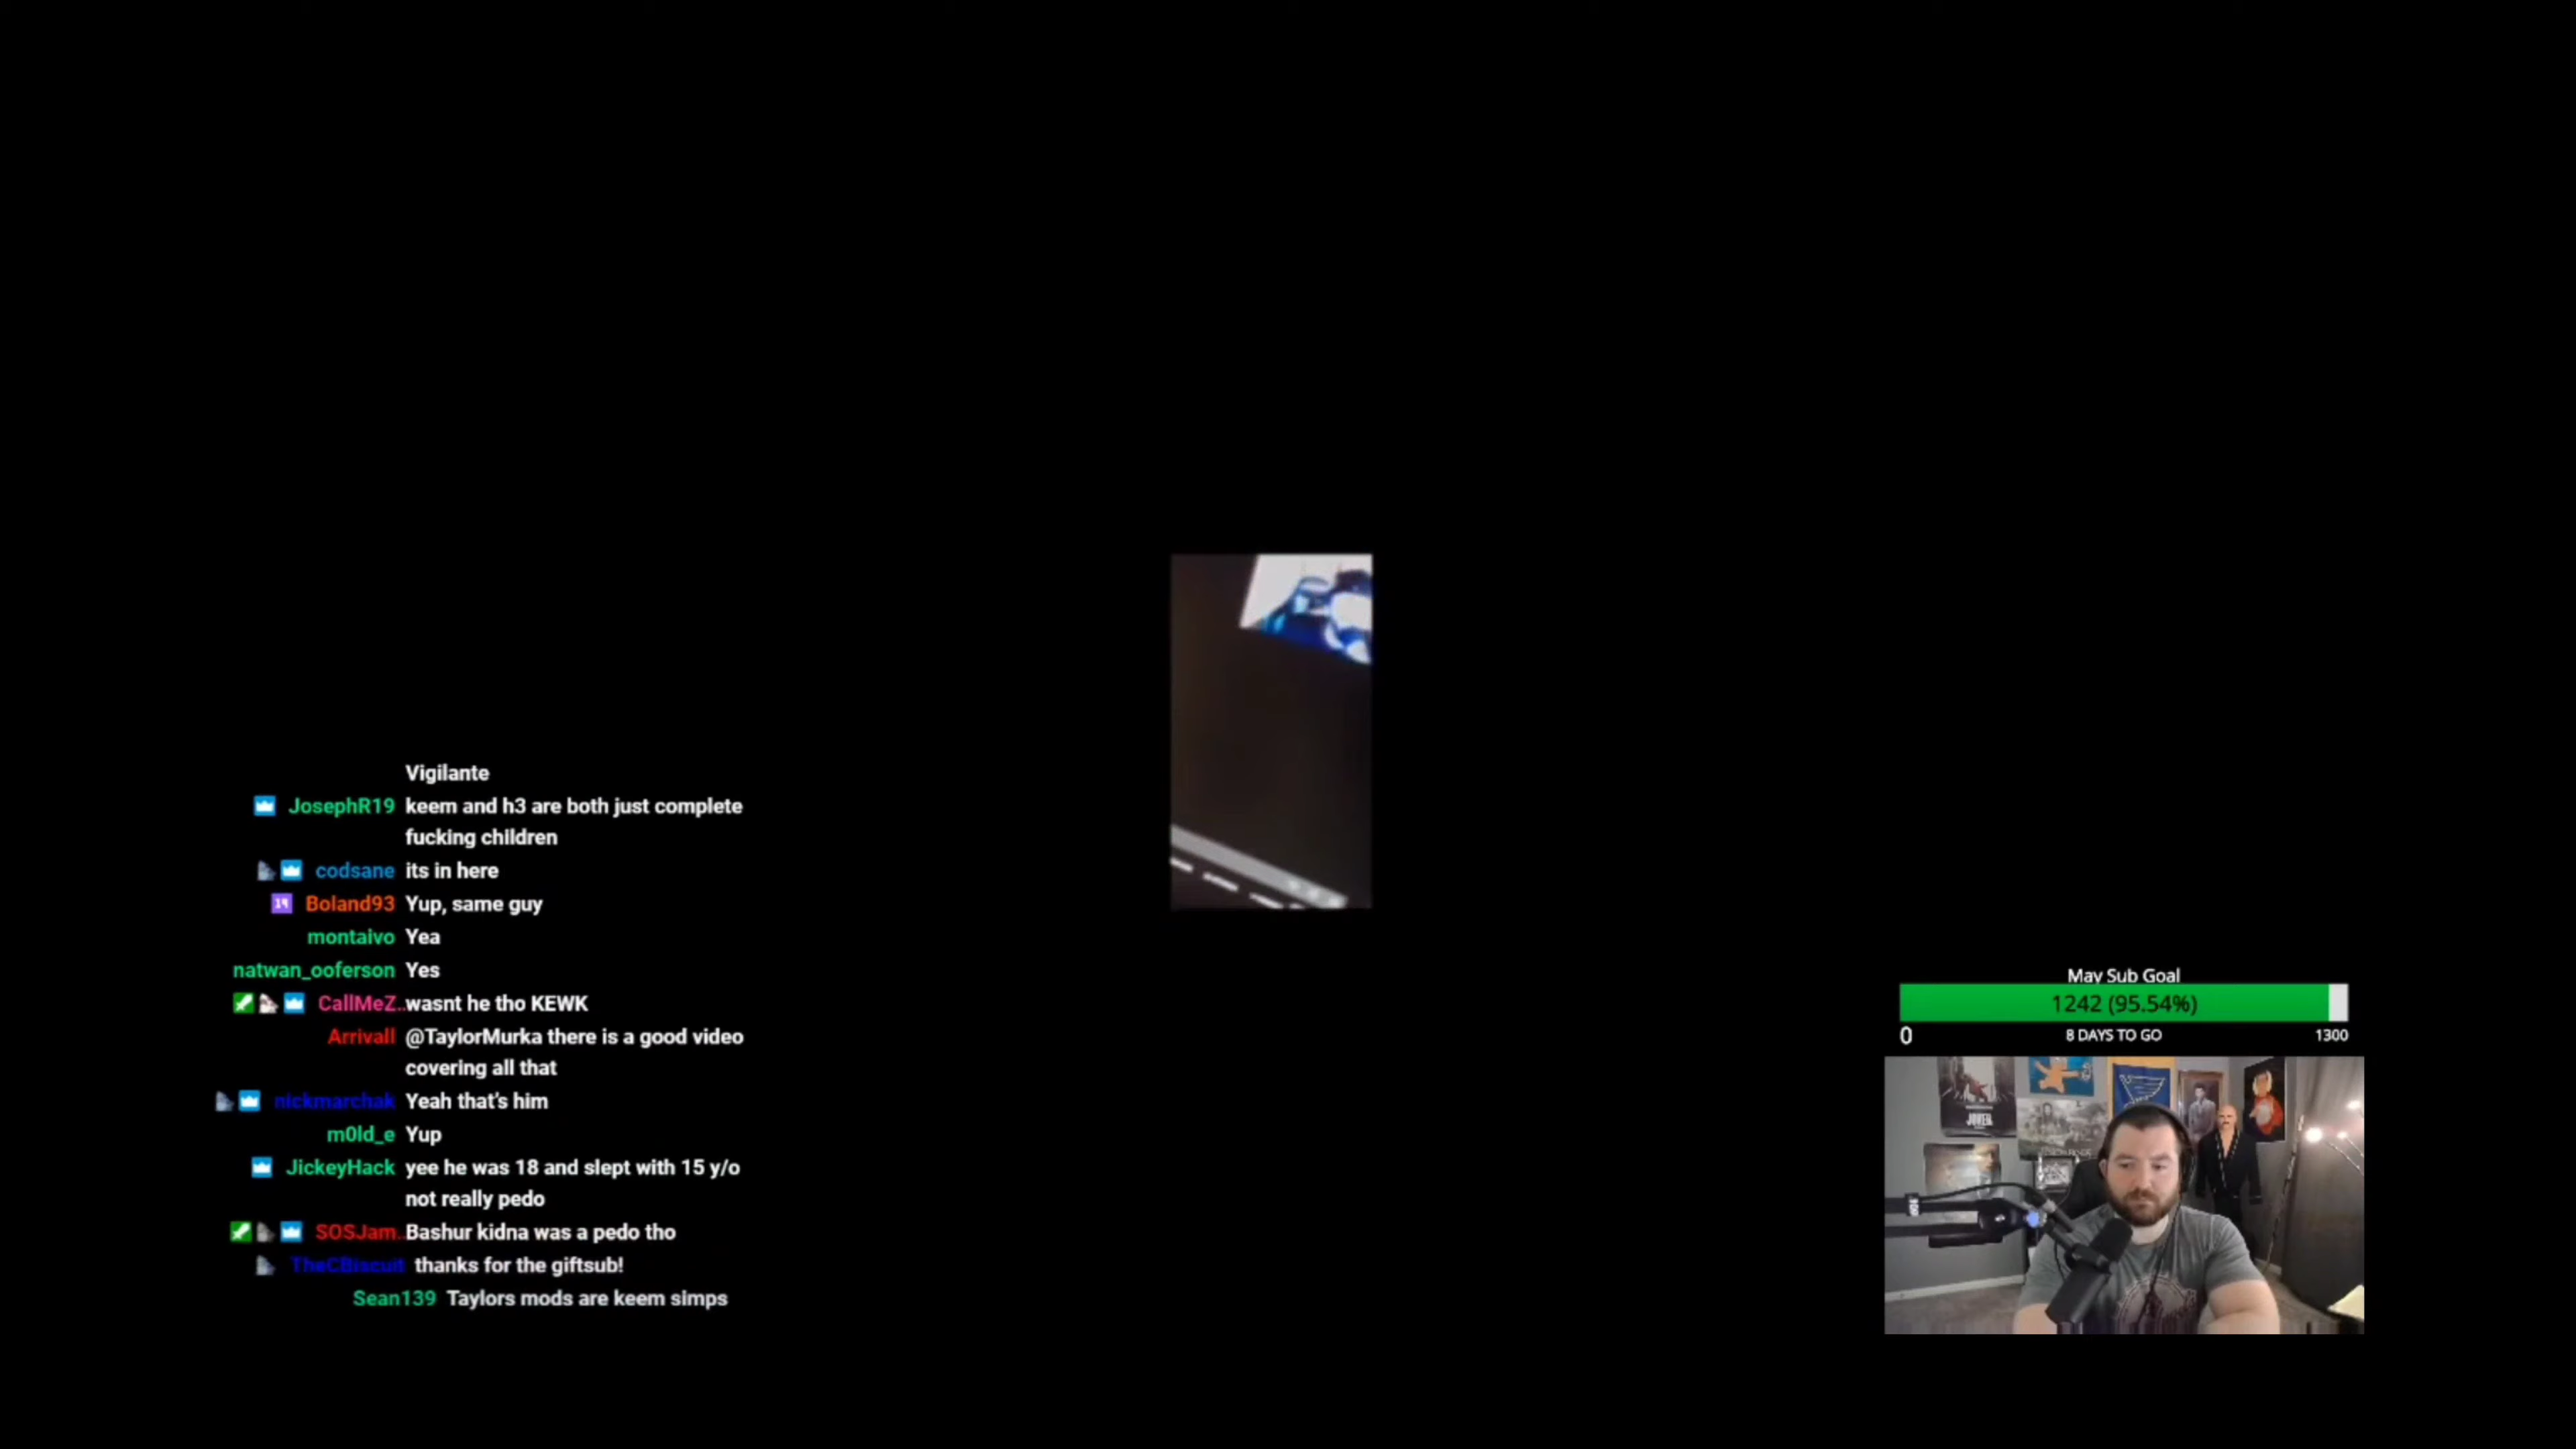 Vigilante
JosephR19 keem and h3 are both just complete
fucking children
codsane its in here
19 Boland93 Yup, same guy
montaivo Yea
natwan_ooferson Yes
CallMeZ.. wasnt he tho KEWK
Arrivall @TaylorMurka there is a good video
covering all that
nickmarchak Yeah that's him
m0ld_e Yup
JickeyHack yee he was 18 and slept with 15 y/o
not really pedo
SOSJam.. Bashur kidna was a pedo tho
TheCBiscuit thanks for the giftsub!
Sean139 Taylors mods are keem simps
May Sub Goal
1242 (95.54%)
0 8 DAYS TO GO 1300
JOKER